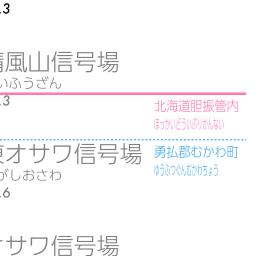 .3
晴風山信号場
いふうざん
.3
北海道胆振管内
ほっかいどういぶりかんない
東オサワ信号場
がしおさわ
勇払郡むかわ町
ゆうふつぐんむかわちょう
.6
オサワ信号場